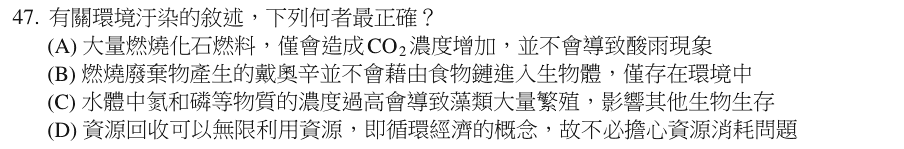 47. 有關環境汙染的敘述，下列何者最正確？
(A) 大量燃燒化石燃料，僅會造成CO₂濃度增加，並不會導致酸雨現象
(B) 燃燒廢棄物產生的戴奧辛並不會藉由食物鏈進入生物體，僅存在環境中
(C) 水體中氮和磷等物質的濃度過高會導致藻類大量繁殖，影響其他生物生存
(D) 資源回收可以無限利用資源，即循環經濟的概念，故不必擔心資源消耗問題